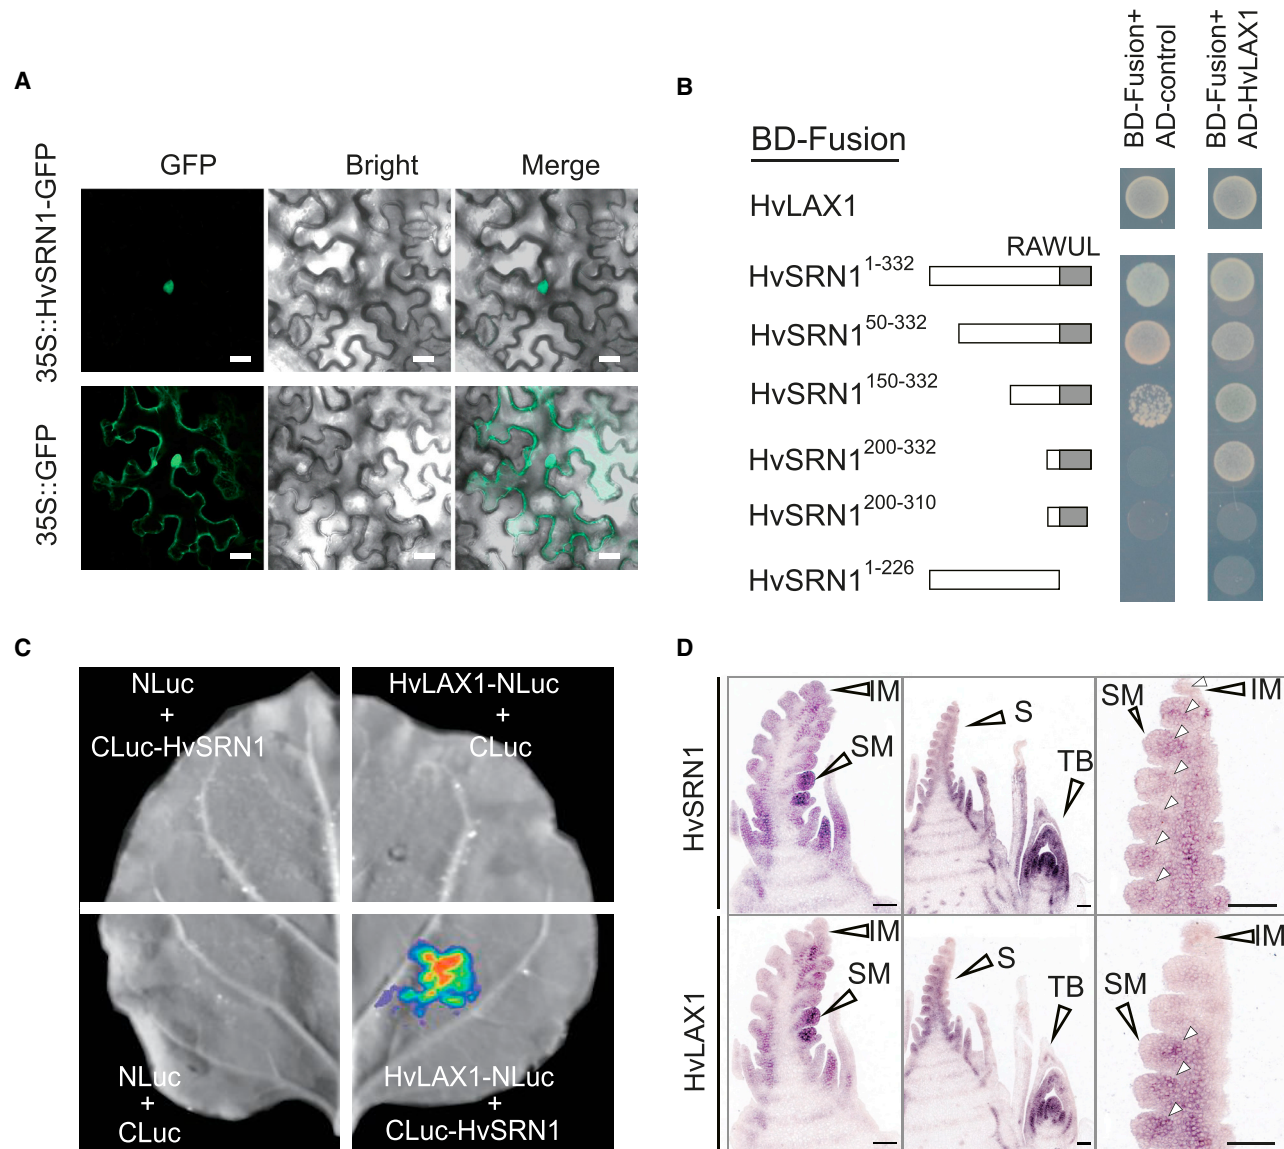 A
GFP
Bright
Merge
35S::HvSRN1-GFP
35S::GFP
B
BD-Fusion+
AD-control
BD-Fusion+
AD-HvLAX1
BD-Fusion
HvLAX1
RAWUL
HvSRN1 1-332
HvSRN1 50-332
HvSRN1 150-332
HvSRN1 200-332
HvSRN1 200-310
HvSRN1 1-226
C
NLuc
+
CLuc-HvSRN1
HvLAX1-NLuc
+
CLuc
NLuc
+
CLuc
HvLAX1-NLuc
+
CLuc-HvSRN1
D
HvSRN1
IM
SM
S
TB
SM
IM
HvLAX1
IM
SM
S
TB
SM
IM